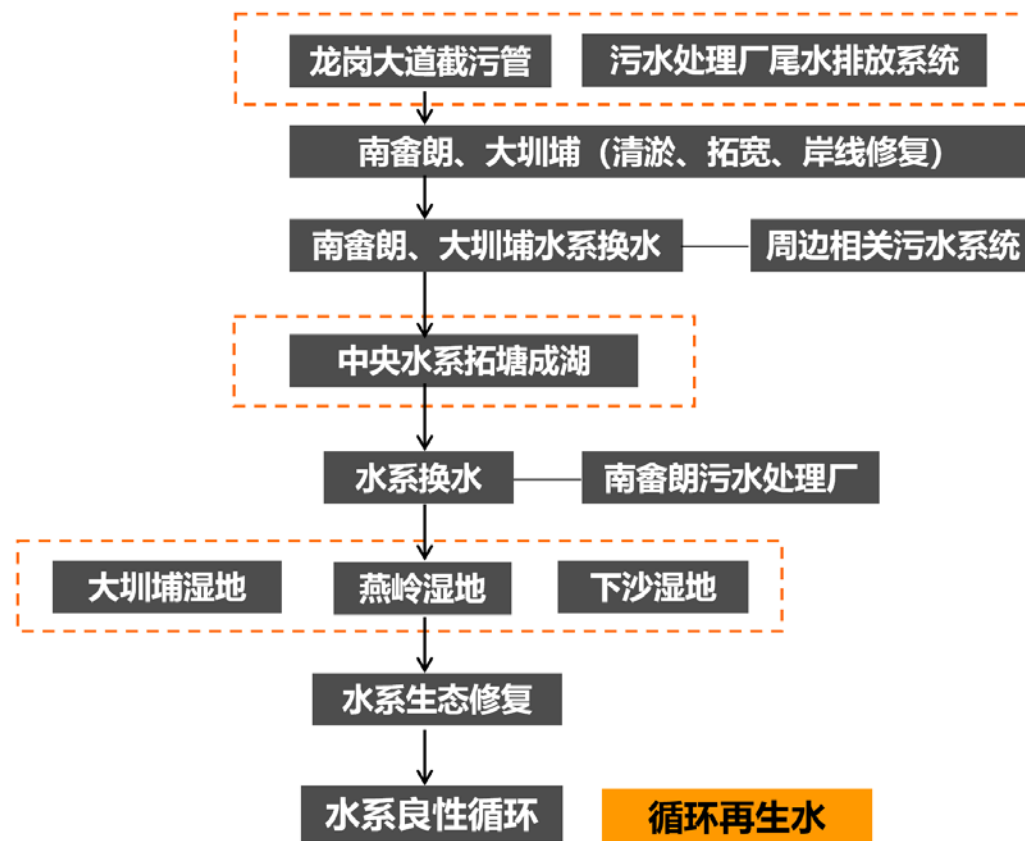 龙岗大道截污管
污水处理厂尾水排放系统
南畲朗、大圳埔（清淤、拓宽、岸线修复）
南畲朗、大圳埔水系换水
周边相关污水系统
中央水系拓塘成湖
水系换水
南畲朗污水处理厂
大圳埔湿地
燕岭湿地
下沙湿地
水系生态修复
水系良性循环
循环再生水